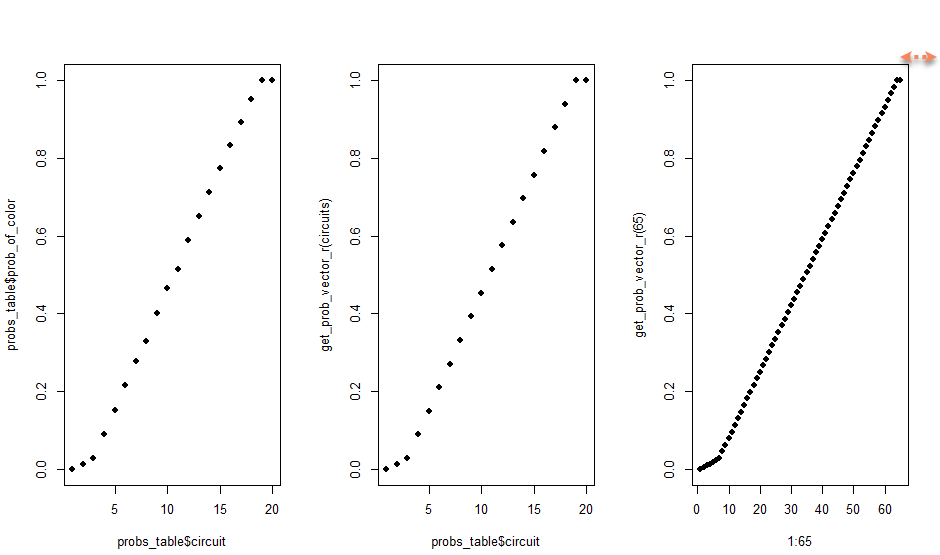 probs_table$prob_of_color
0.0 0.2 0.4 0.6 0.8 1.0
5 10 15 20
probs_table$circuit
get_prob_vector_r(circuits)
0.0 0.2 0.4 0.6 0.8 1.0
5 10 15 20
probs_table$circuit
get_prob_vector_r(65)
0.0 0.2 0.4 0.6 0.8 1.0
0 10 20 30 40 50 60
1:65